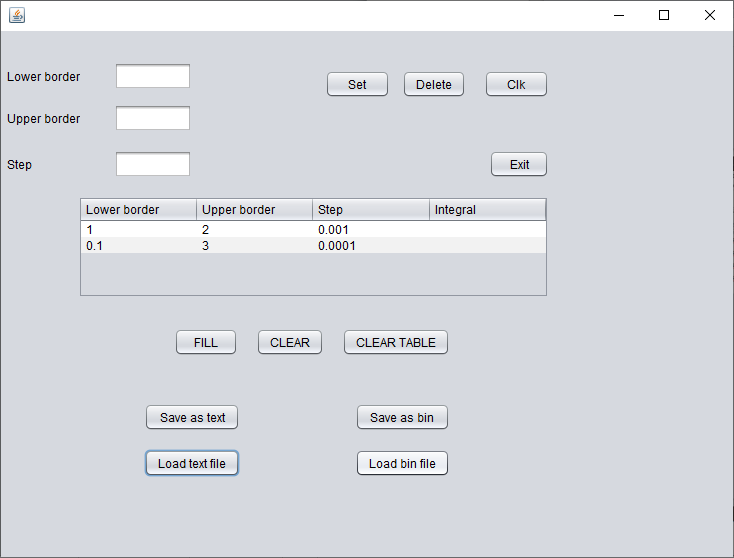 Lower border
Set Delete Clk
Upper border
Step
Exit
Lower border Upper border Step Integral
1 2 0.001
0.1 3 0.0001
FILL CLEAR CLEAR TABLE
Save as text Save as bin
Load text file Load bin file